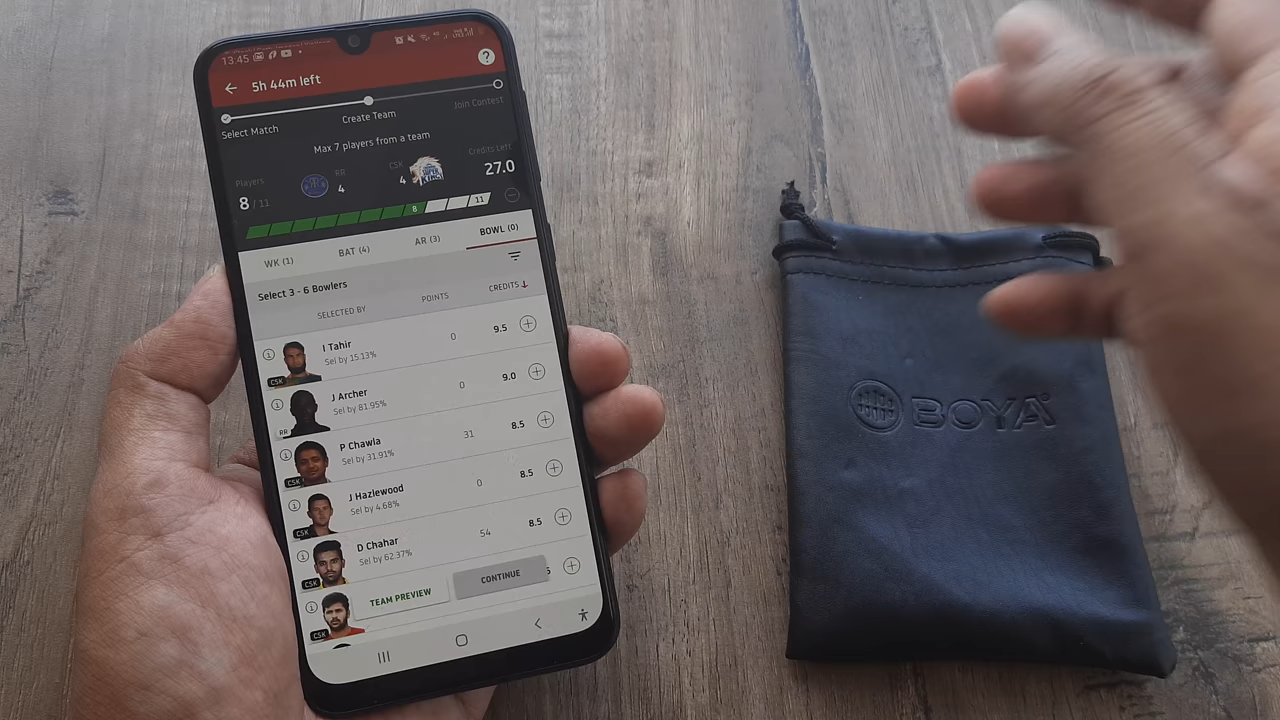 13.45
5h 44m left
?
Select Match
Create Team
Join Contest
Max 7 players from a team
Players
RR
CSK
Credits Left
8 / 11
4
4
27.0
8
11
WK (1)
BAT (4)
AR (3)
BOWL (0)
Select 3 - 6 Bowlers
SELECTED BY
POINTS
CREDITS
I Tahir
Sel by 15.13%
0
9.5
CSK
J Archer
Sel by 81.95%
0
9.0
RR
P Chawla
Sel by 31.91%
31
8.5
CSK
J Hazlewood
Sel by 4.68%
0
8.5
CSK
D Chahar
Sel by 62.37%
54
8.5
CSK
TEAM PREVIEW
CONTINUE
CSK
BOYA